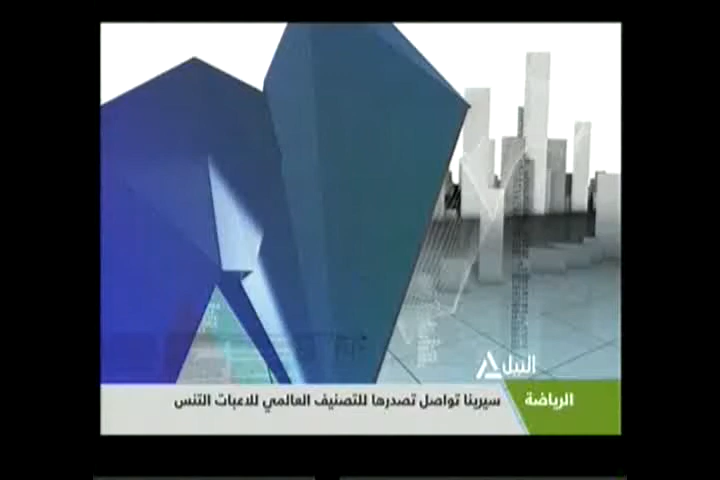 النيل
الرياضة
سيرينا تواصل تصدرها للتصنيف العالمي للاعبات التنس